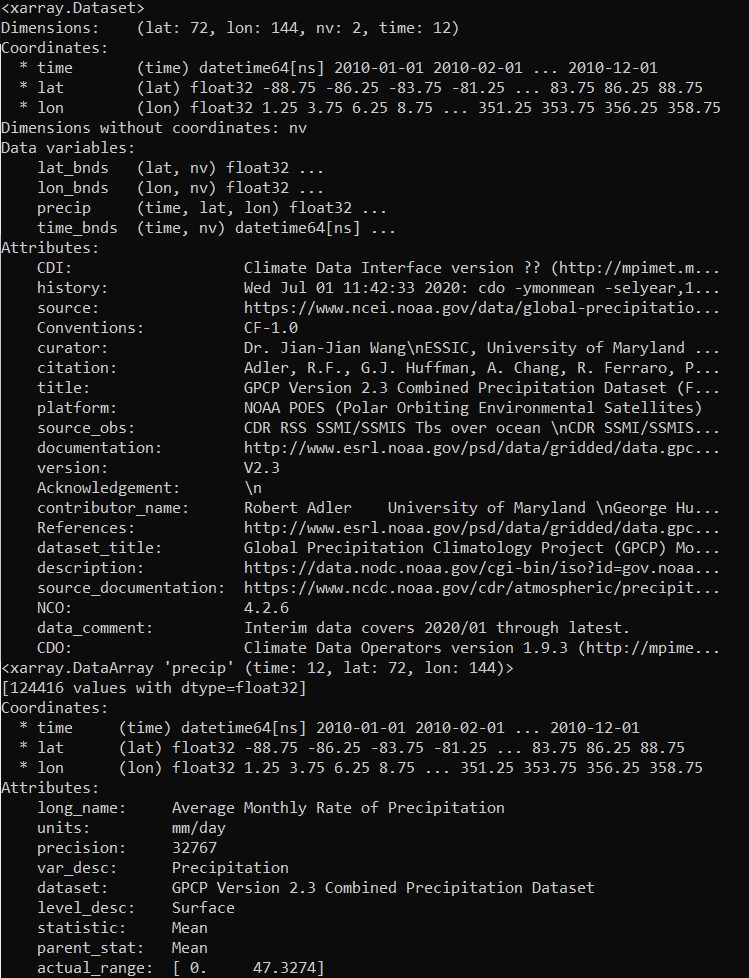 <xarray.Dataset>
Dimensions:    (lat: 72, lon: 144, nv: 2, time: 12)
Coordinates:
  * time       (time) datetime64[ns] 2010-01-01 2010-02-01 ... 2010-12-01
  * lat        (lat) float32 -88.75 -86.25 -83.75 -81.25 ... 83.75 86.25 88.75
  * lon        (lon) float32 1.25 3.75 6.25 8.75 ... 351.25 353.75 356.25 358.75
Dimensions without coordinates: nv
Data variables:
    lat_bnds   (lat, nv) float32 ...
    lon_bnds   (lon, nv) float32 ...
    precip     (time, lat, lon) float32 ...
    time_bnds  (time, nv) datetime64[ns] ...
Attributes:
    CDI:                   Climate Data Interface version ?? (http://mpimet.m...
    history:               Wed Jul 01 11:42:33 2020: cdo -ymonmean -selyear,1...
    source:                https://www.ncei.noaa.gov/data/global-precipitatio...
    Conventions:           CF-1.0
    curator:               Dr. Jian-Jian Wang\nESSIC, University of Maryland ...
    citation:              Adler, R.F., G.J. Huffman, A. Chang, R. Ferraro, P...
    title:                 GPCP Version 2.3 Combined Precipitation Dataset (F...
    platform:              NOAA POES (Polar Orbiting Environmental Satellites)
    source_obs:            CDR RSS SSMI/SSMIS Tbs over ocean \nCDR SSMI/SSMIS...
    documentation:         http://www.esrl.noaa.gov/psd/data/gridded/data.gpc...
    version:               V2.3
    Acknowledgement:       \n
    contributor_name:      Robert Adler    University of Maryland \nGeorge Hu...
    References:            http://www.esrl.noaa.gov/psd/data/gridded/data.gpc...
    dataset_title:         Global Precipitation Climatology Project (GPCP) Mo...
    description:           https://data.nodc.noaa.gov/cgi-bin/iso?id=gov.noaa...
    source_documentation:  https://www.ncdc.noaa.gov/cdr/atmospheric/precipit...
    NCO:                   4.2.6
    data_comment:          Interim data covers 2020/01 through latest.
    CDO:                   Climate Data Operators version 1.9.3 (http://mpime...
<xarray.DataArray 'precip' (time: 12, lat: 72, lon: 144)>
[124416 values with dtype=float32]
Coordinates:
  * time     (time) datetime64[ns] 2010-01-01 2010-02-01 ... 2010-12-01
  * lat      (lat) float32 -88.75 -86.25 -83.75 -81.25 ... 83.75 86.25 88.75
  * lon      (lon) float32 1.25 3.75 6.25 8.75 ... 351.25 353.75 356.25 358.75
Attributes:
    long_name:     Average Monthly Rate of Precipitation
    units:         mm/day
    precision:     32767
    var_desc:      Precipitation
    dataset:       GPCP Version 2.3 Combined Precipitation Dataset
    level_desc:    Surface
    statistic:     Mean
    parent_stat:   Mean
    actual_range:  [ 0.     47.3274]